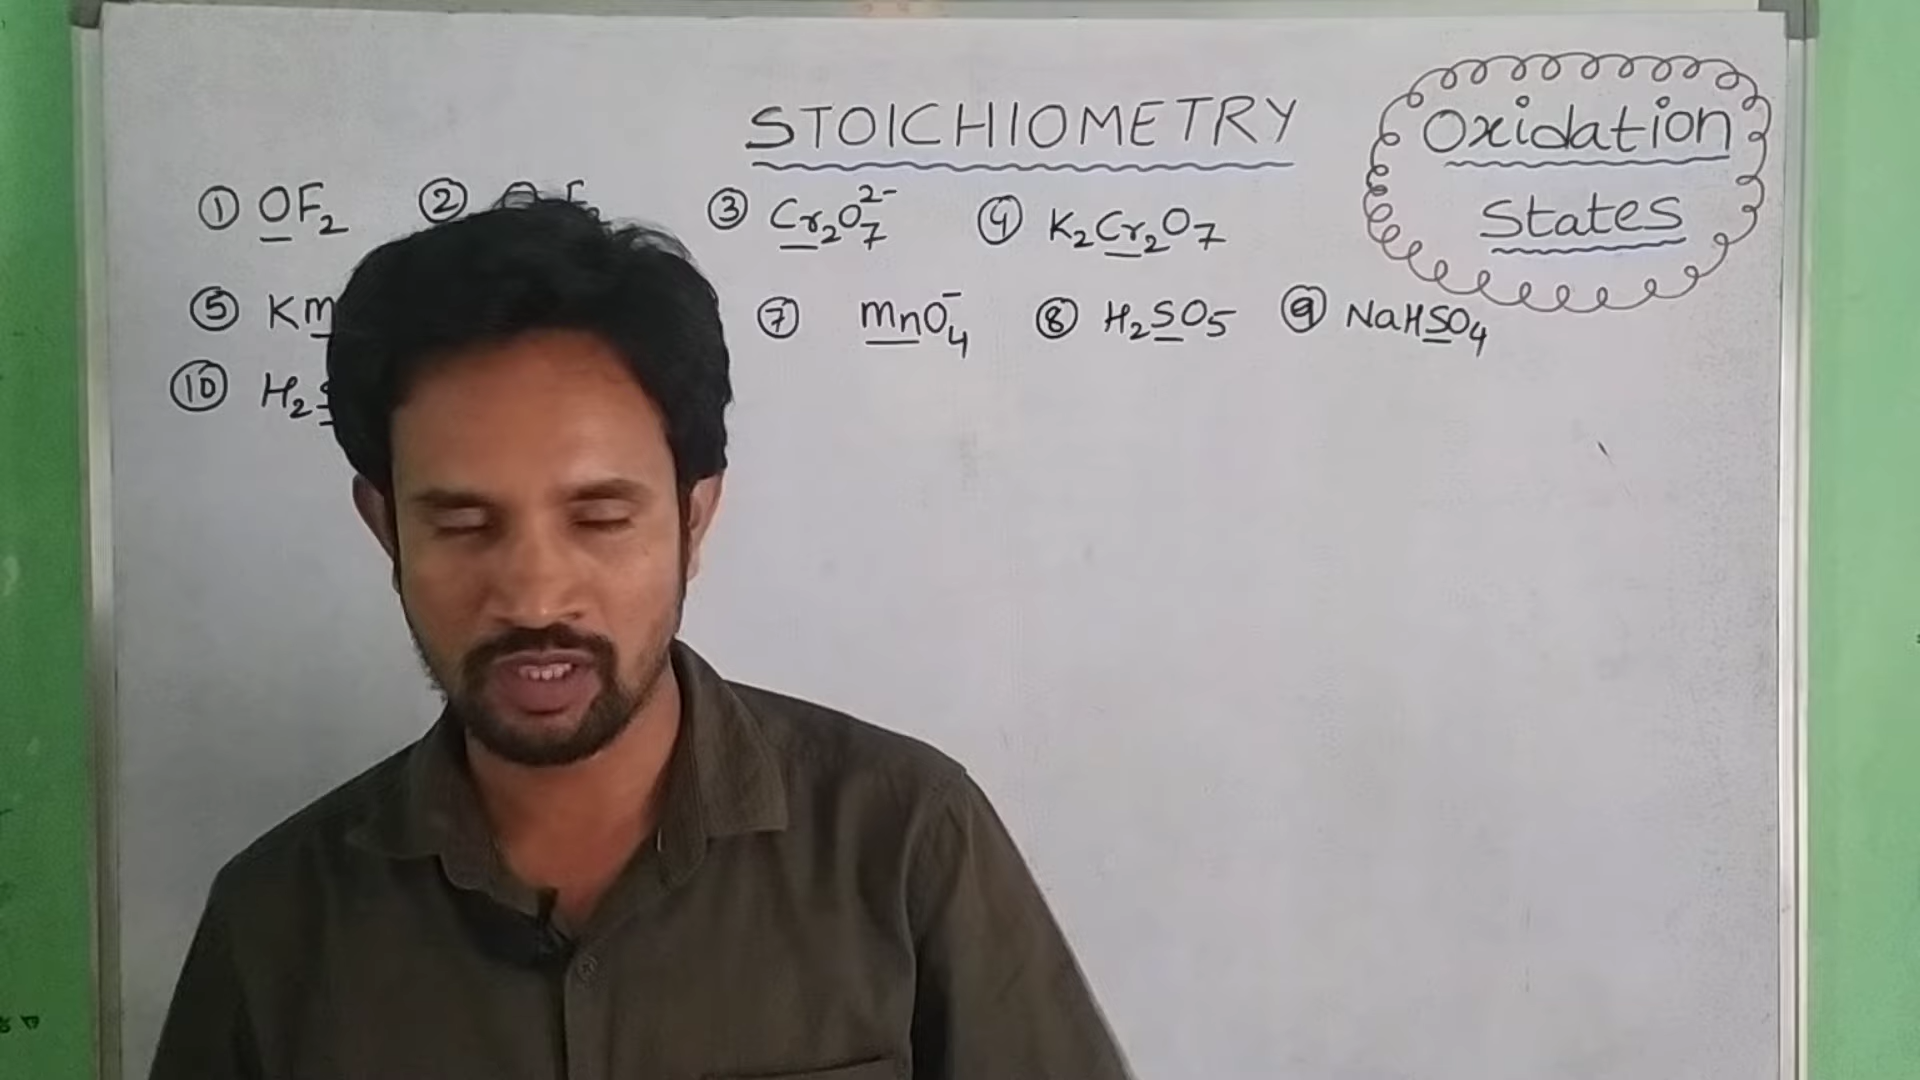 STOICHIOMETRY
Oxidation
States
① OF₂ ② ③ Cr₂O₇²⁻ ④ K₂Cr₂O₇
⑤ Km ⑦ mnO₄⁻ ⑧ H₂SO₅ ⑨ NaHSO₄
⑩ H₂